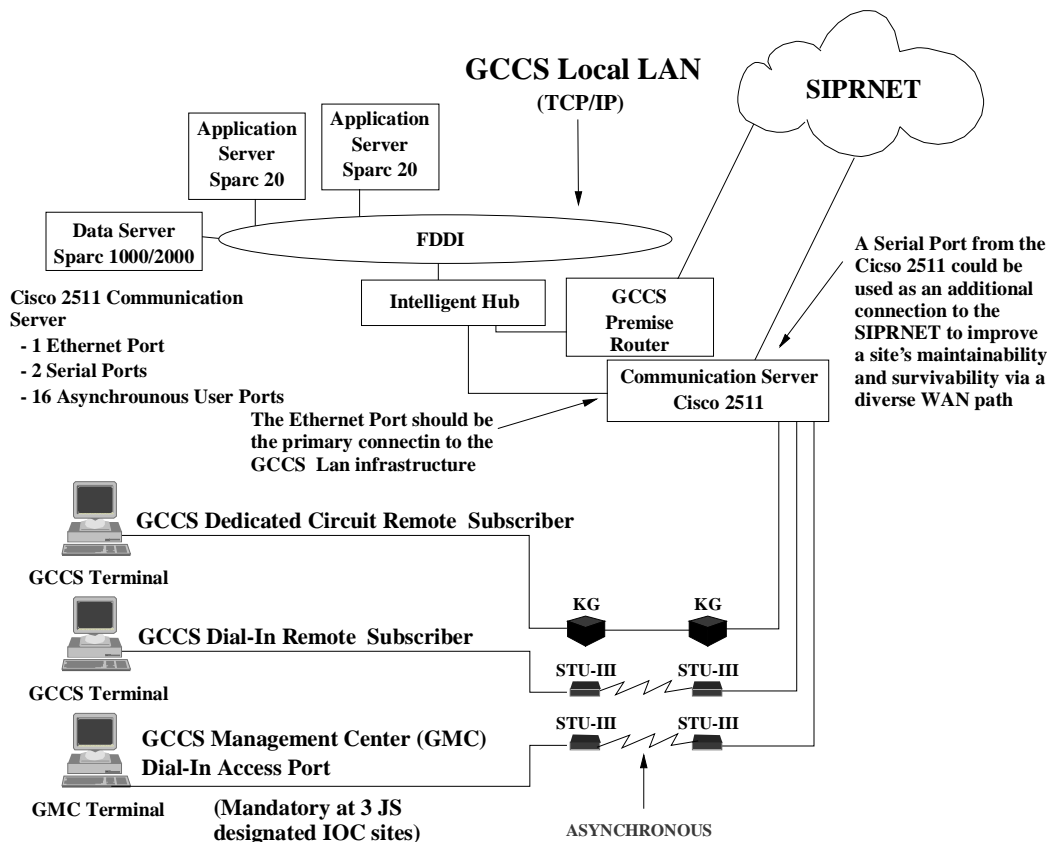 GCCS Local LAN
(TCP/IP)
SIPRNET
Application
Server
Sparc 20
Application
Server
Sparc 20
Data Server
Sparc 1000/2000
FDDI
Intelligent Hub
GCCS
Premise
Router
A Serial Port from the
Cicso 2511 could be
used as an additional
connection to the
SIPRNET to improve
a site's maintainability
and survivability via a
diverse WAN path
Cisco 2511 Communication
Server
- 1 Ethernet Port
- 2 Serial Ports
- 16 Asynchrounous User Ports
Communication Server
Cisco 2511
The Ethernet Port should be
the primary connectin to the
GCCS Lan infrastructure
GCCS Dedicated Circuit Remote Subscriber
GCCS Terminal
KG
KG
GCCS Dial-In Remote Subscriber
GCCS Terminal
STU-III
STU-III
STU-III
STU-III
GCCS Management Center (GMC)
Dial-In Access Port
GMC Terminal
(Mandatory at 3 JS
designated IOC sites)
ASYNCHRONOUS